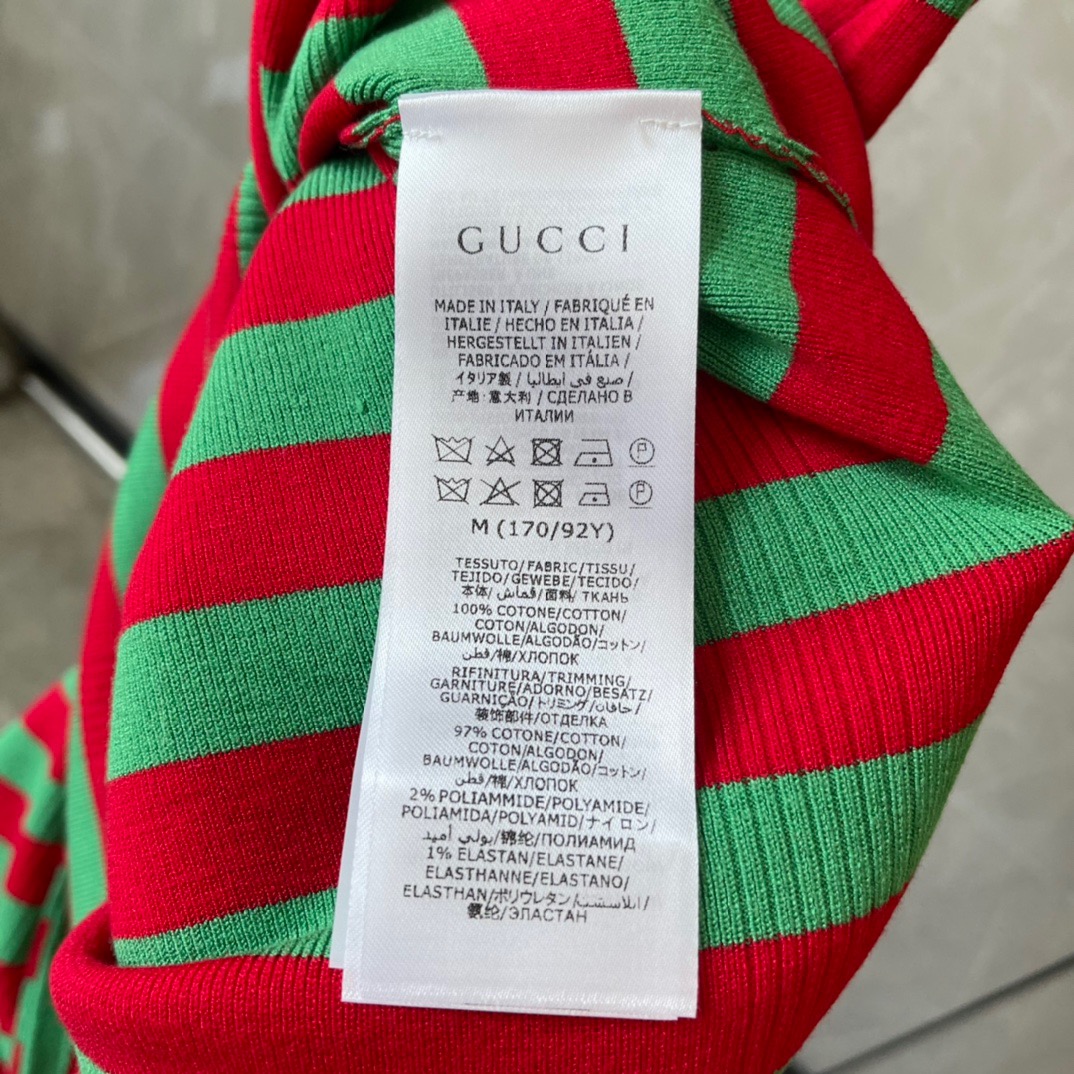 GUCCI
MADE IN ITALY / FABRIQUÉ EN
ITALIE / HECHO EN ITALIA /
HERGESTELLT IN ITALIEN /
FABRICADO EM ITÁLIA /
イタリア製 / صنع في ايطاليا /
产地: 意大利 / СДЕЛАНО В
ИТАЛИИ
P
P
M (170/92Y)
TESSUTO/FABRIC/TISSU/
TEJIDO/GEWEBE/TECIDO/
本体/قماش/面料/ ТКАНЬ
100% COTONE/COTTON/
COTON/ALGODON/
BAUMWOLLE/ALGODÃO/コットン/
قطن/棉/ХЛОПОК
RIFINITURA/TRIMMING/
GARNITURE/ADORNO/BESATZ/
GUARNIÇÃO/トリミング/حافات/
装饰部件/ОТДЕЛКА
97% COTONE/COTTON/
COTON/ALGODON/
BAUMWOLLE/ALGODÃO/コットン/
قطن/棉/ХЛОПОК
2% POLIAMMIDE/POLYAMIDE/
POLIAMIDA/POLYAMID/ナイロン/
بولي أميد/锦纶/ПОЛИАМИД
1% ELASTAN/ELASTANE/
ELASTHANNE/ELASTANO/
ELASTHAN/ポリウレタン/
氨纶/ЭЛАСТАН